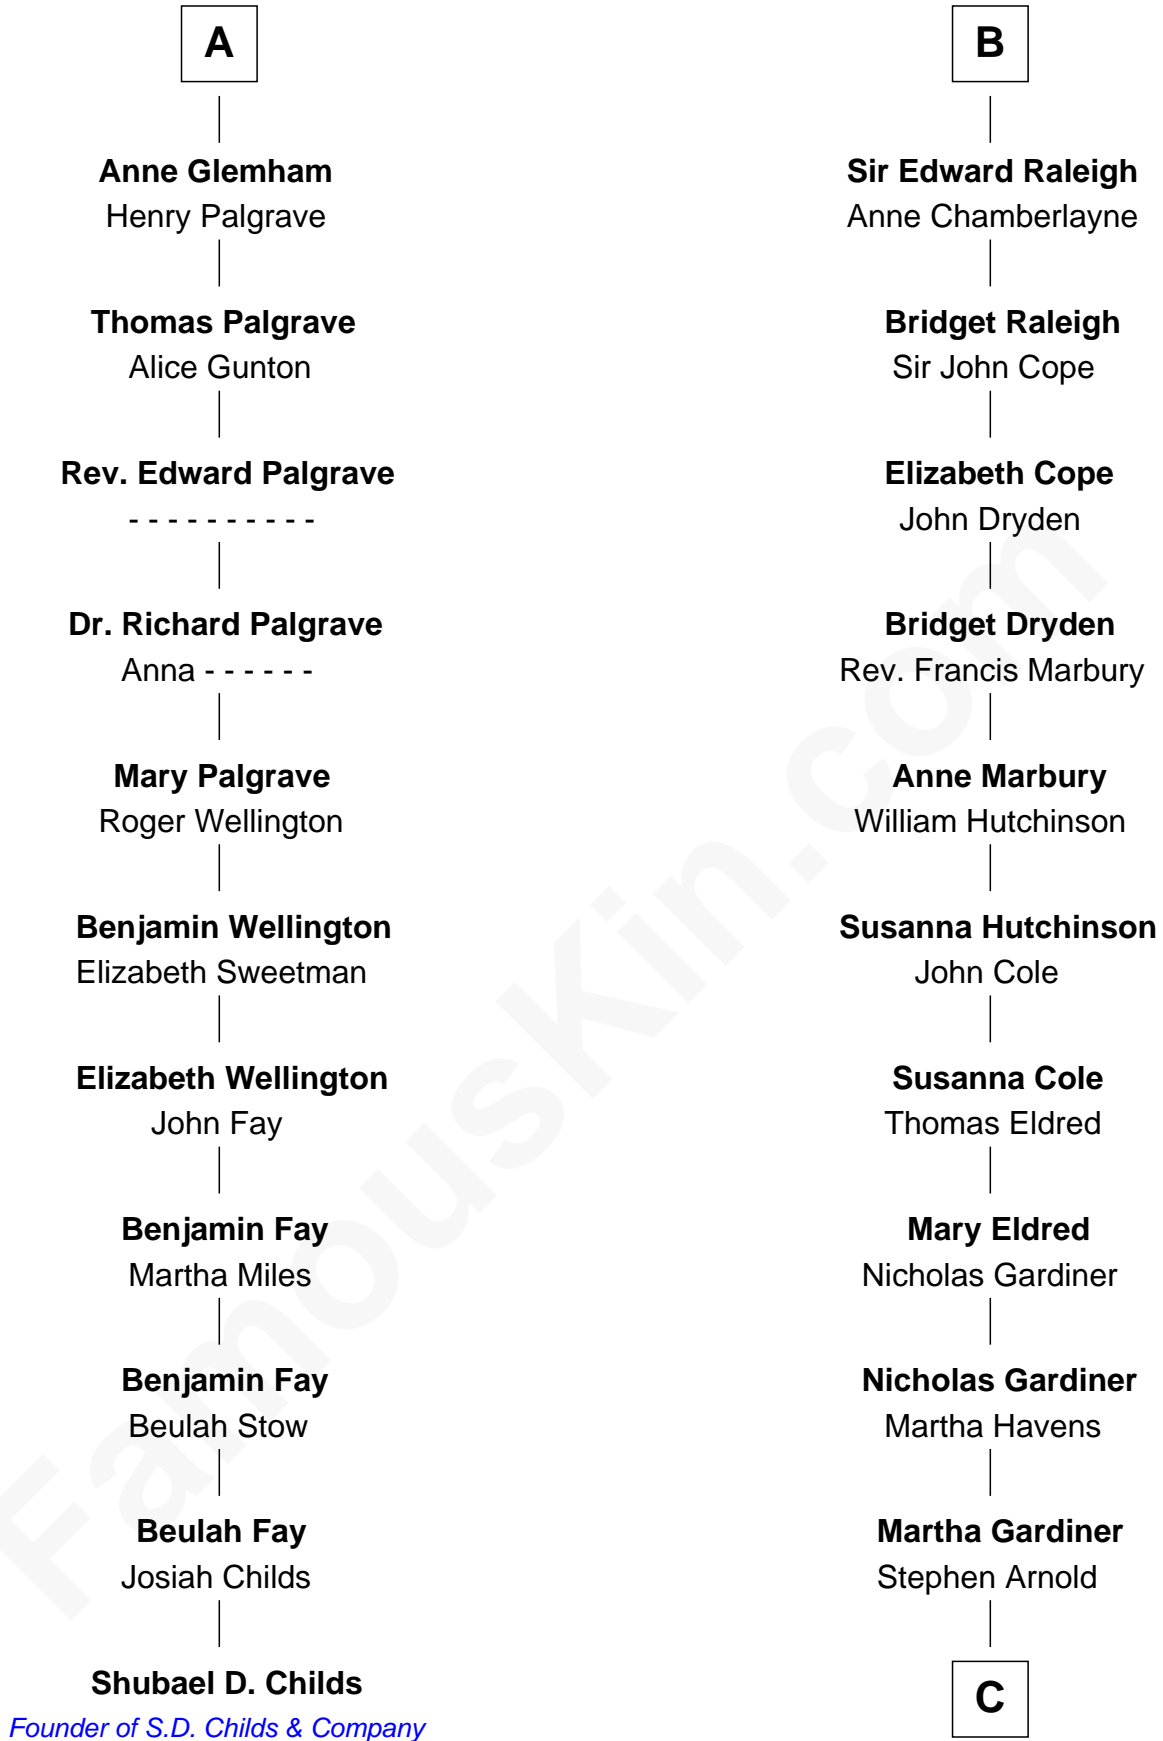 A
Anne Glemham
Henry Palgrave
Thomas Palgrave
Alice Gunton
Rev. Edward Palgrave
- - - - - - - - - -
Dr. Richard Palgrave
Anna - - - - - -
Mary Palgrave
Roger Wellington
Benjamin Wellington
Elizabeth Sweetman
Elizabeth Wellington
John Fay
Benjamin Fay
Martha Miles
Benjamin Fay
Beulah Stow
Beulah Fay
Josiah Childs
Shubael D. Childs
Founder of S.D. Childs & Company
B
Sir Edward Raleigh
Anne Chamberlayne
Bridget Raleigh
Sir John Cope
Elizabeth Cope
John Dryden
Bridget Dryden
Rev. Francis Marbury
Anne Marbury
William Hutchinson
Susanna Hutchinson
John Cole
Susanna Cole
Thomas Eldred
Mary Eldred
Nicholas Gardiner
Nicholas Gardiner
Martha Havens
Martha Gardiner
Stephen Arnold
C
FamousKin.com